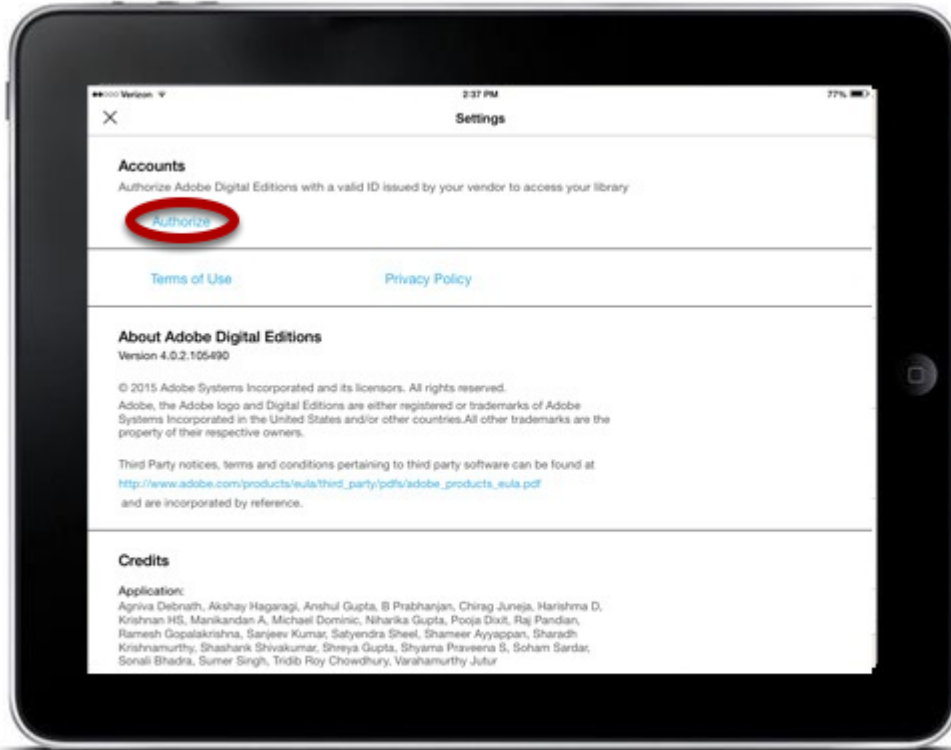 Verizon 2:37 PM 77%
Settings
Accounts
Authorize Adobe Digital Editions with a valid ID issued by your vendor to access your library
Authorize
Terms of Use Privacy Policy
About Adobe Digital Editions
Version 4.0.2.105490
© 2015 Adobe Systems Incorporated and its licensors. All rights reserved.
Adobe, the Adobe logo and Digital Editions are either registered or trademarks of Adobe
Systems Incorporated in the United States and/or other countries.All other trademarks are the
property of their respective owners.
Third Party notices, terms and conditions pertaining to third party software can be found at
http://www.adobe.com/products/eula/third_party/pdfs/adobe_products_eula.pdf
and are incorporated by reference.
Credits
Application:
Agniva Debnath, Akshay Hagaragi, Anshul Gupta, B Prabhanjan, Chirag Juneja, Harishma D,
Krishnan HS, Manikandan A, Michael Dominic, Niharika Gupta, Pooja Dixit, Raj Pandian,
Ramesh Gopalakrishna, Sanjeev Kumar, Satyendra Sheel, Shameer Ayyappan, Sharadh
Krishnamurthy, Shashank Shivakumar, Shreya Gupta, Shyama Praveena S, Soham Sardar,
Sonali Bhadra, Sumer Singh, Tridib Roy Chowdhury, Varahamurthy Jutur